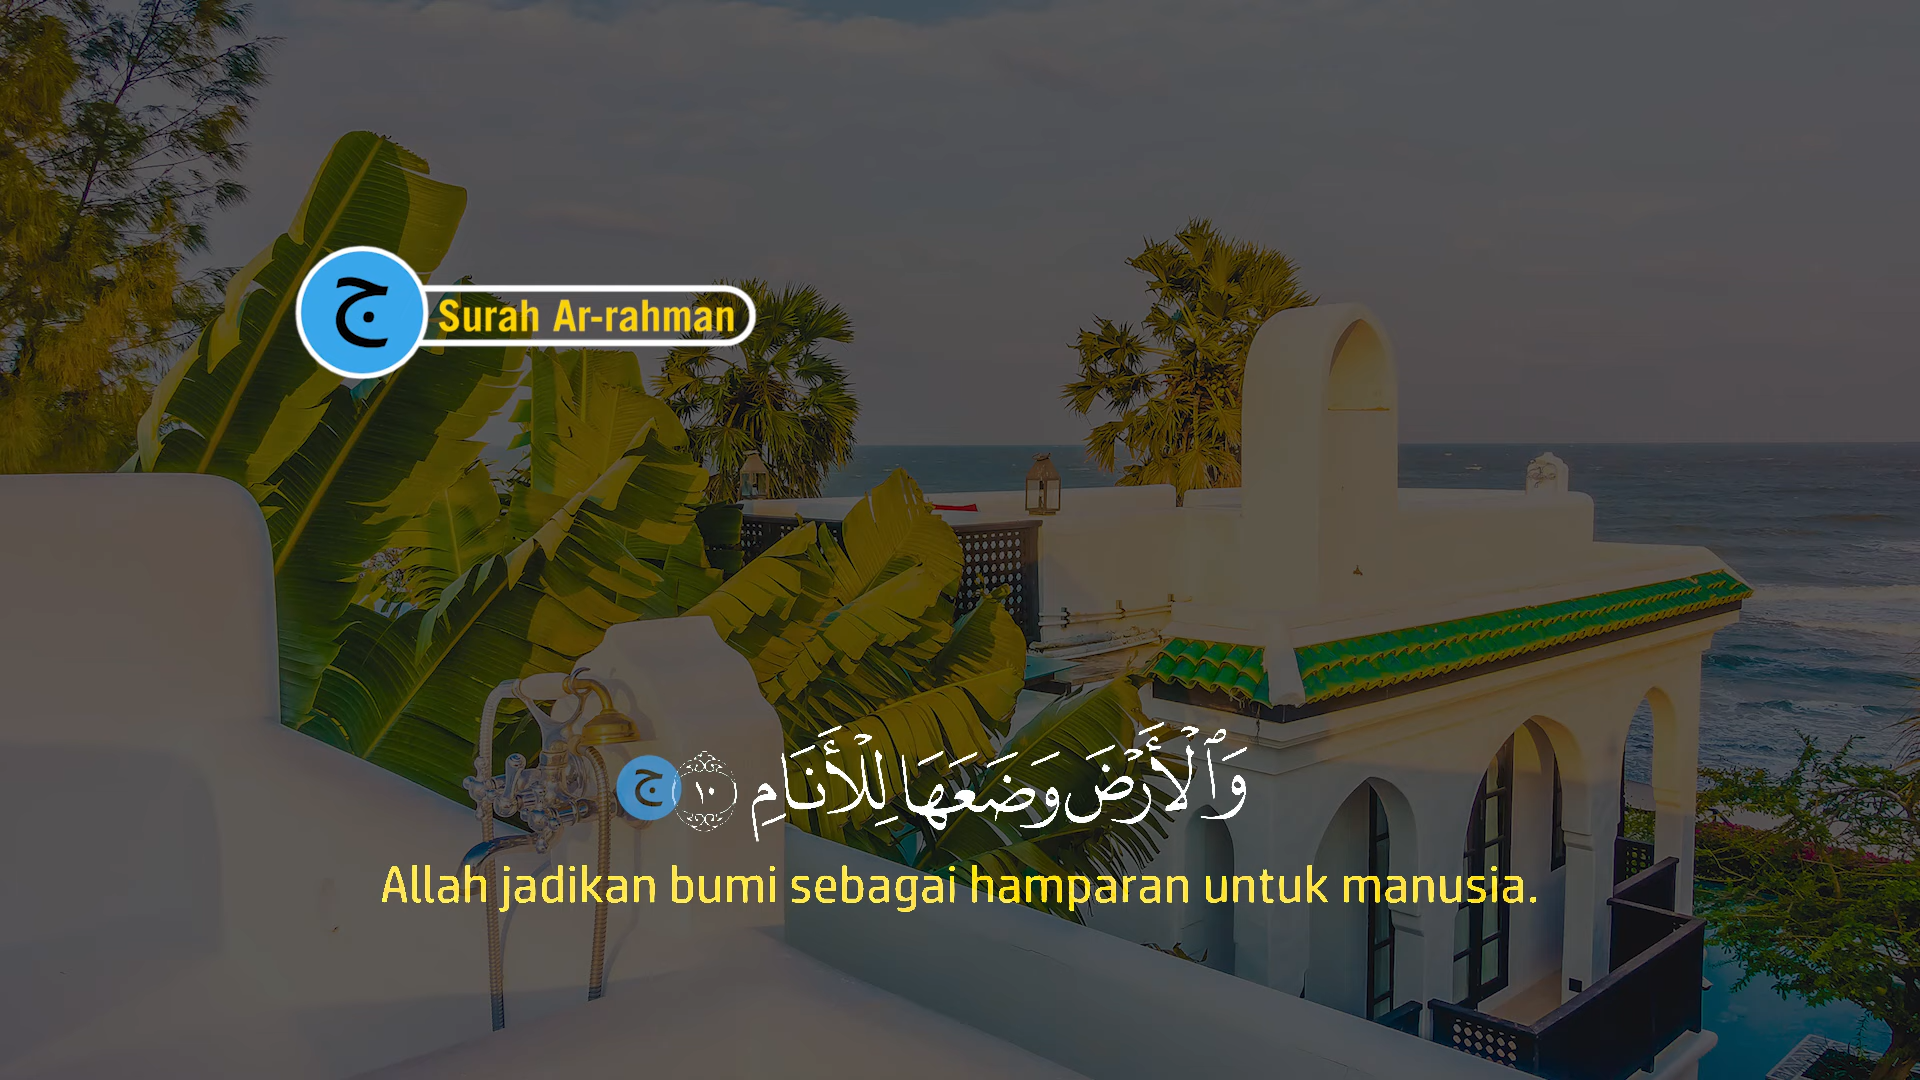 ج Surah Ar-rahman
وَٱلْأَرْضَ وَضَعَهَا لِلْأَنَامِ ١٠ ج
Allah jadikan bumi sebagai hamparan untuk manusia.